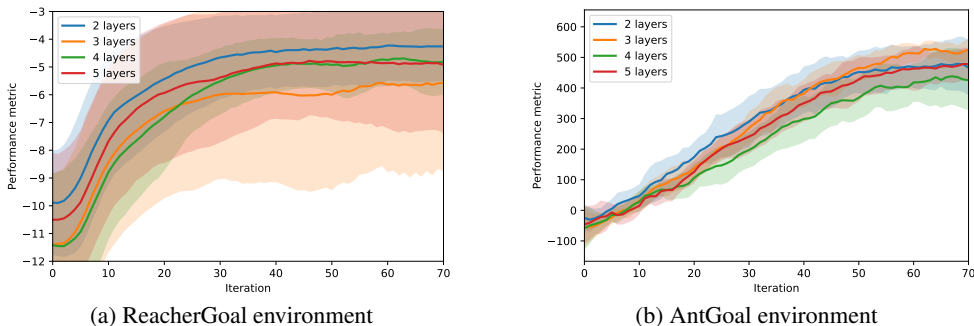 −3
−4
−5
−6
−7
−8
−9
−10
−11
−12
Performance metric
2 layers
3 layers
4 layers
5 layers
0 10 20 30 40 50 60 70
Iteration
(a) ReacherGoal environment
600
500
400
300
200
100
0
−100
Performance metric
2 layers
3 layers
4 layers
5 layers
0 10 20 30 40 50 60 70
Iteration
(b) AntGoal environment